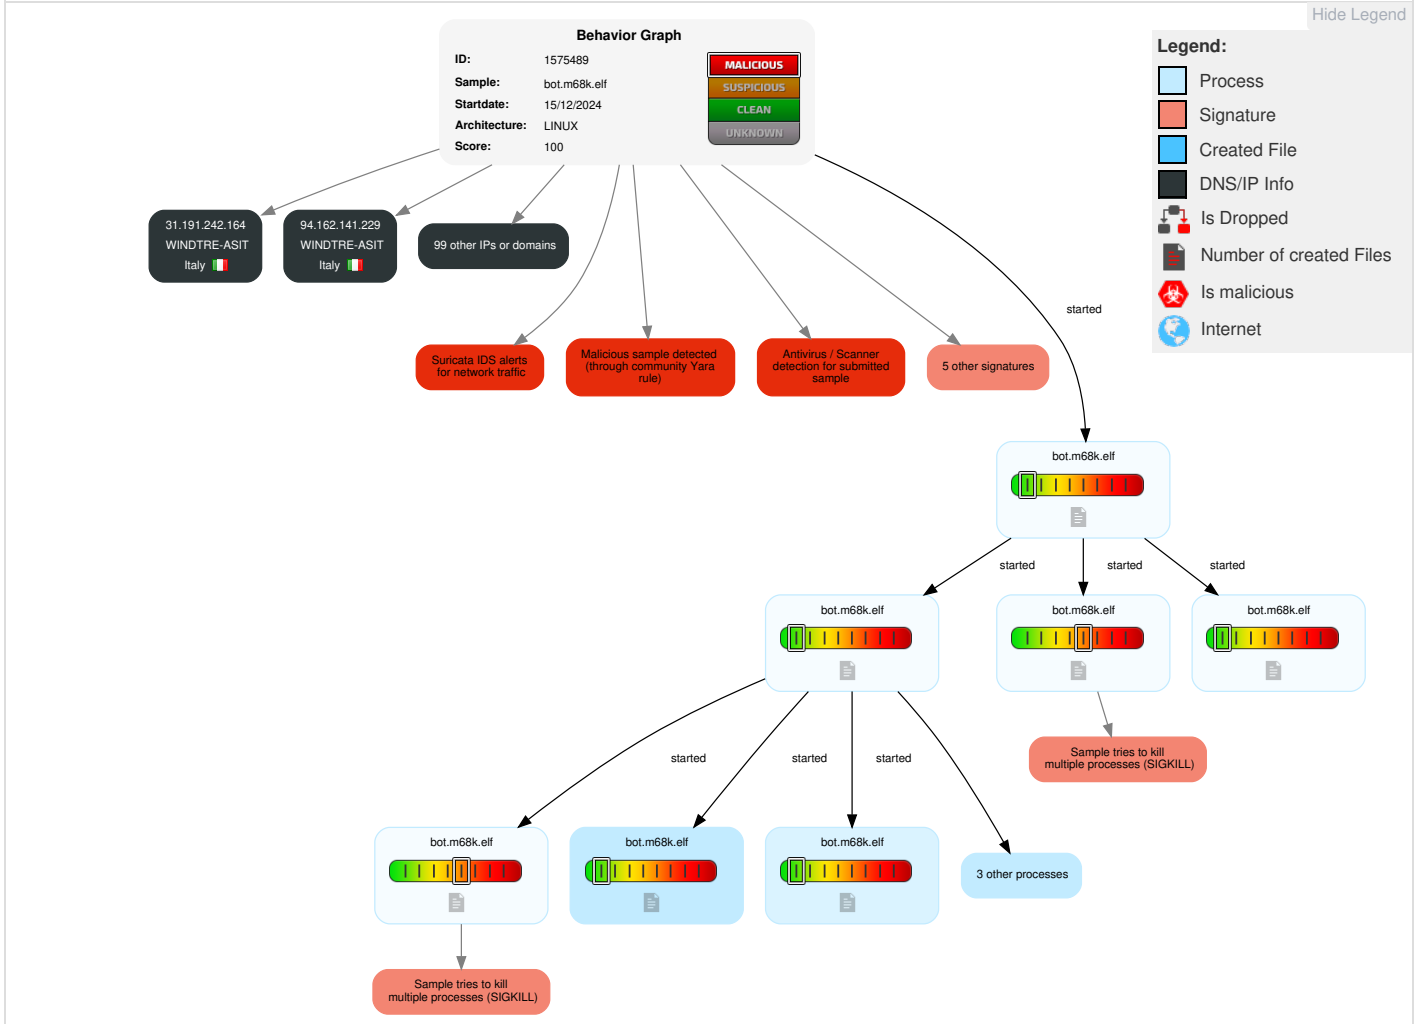 Hide Legend
Behavior Graph
ID: 1575489
Sample: bot.m68k.elf
Startdate: 15/12/2024
Architecture: LINUX
Score: 100
MALICIOUS
SUSPICIOUS
CLEAN
UNKNOWN
Legend:
Process
Signature
Created File
DNS/IP Info
Is Dropped
Number of created Files
Is malicious
Internet
31.191.242.164
WINDTRE-ASIT
Italy
94.162.141.229
WINDTRE-ASIT
Italy
99 other IPs or domains
started
Suricata IDS alerts
for network traffic
Malicious sample detected
(through community Yara
rule)
Antivirus / Scanner
detection for submitted
sample
5 other signatures
bot.m68k.elf
started
started
started
bot.m68k.elf
bot.m68k.elf
bot.m68k.elf
Sample tries to kill
multiple processes (SIGKILL)
started
started
started
bot.m68k.elf
bot.m68k.elf
bot.m68k.elf
3 other processes
Sample tries to kill
multiple processes (SIGKILL)